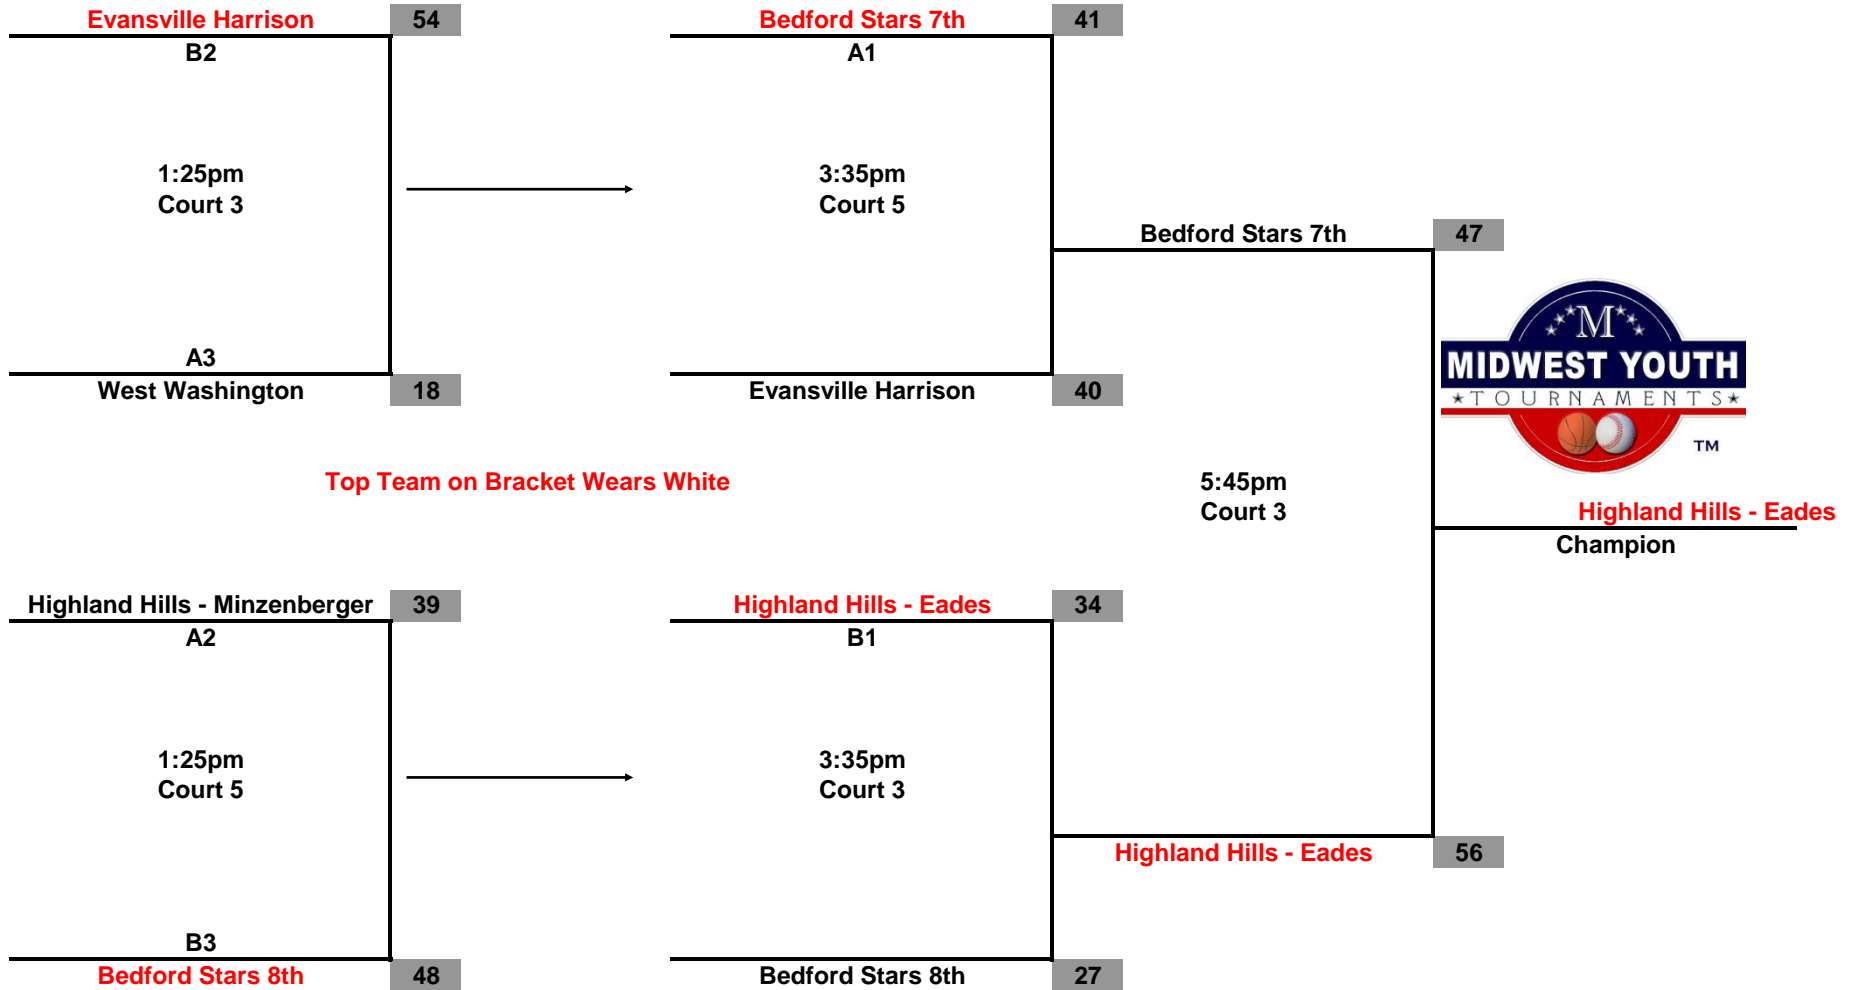 Evansville Harrison 54
Bedford Stars 7th 41
B2
A1
1:25pm
Court 3
3:35pm
Court 5
Bedford Stars 7th 47
M
MIDWEST YOUTH
TOURNAMENTS
TM
A3
West Washington 18
Evansville Harrison 40
Top Team on Bracket Wears White
5:45pm
Court 3
Highland Hills - Eades
Champion
Highland Hills - Minzenberger 39
Highland Hills - Eades 34
A2
B1
1:25pm
Court 5
3:35pm
Court 3
Highland Hills - Eades 56
B3
Bedford Stars 8th 48
Bedford Stars 8th 27